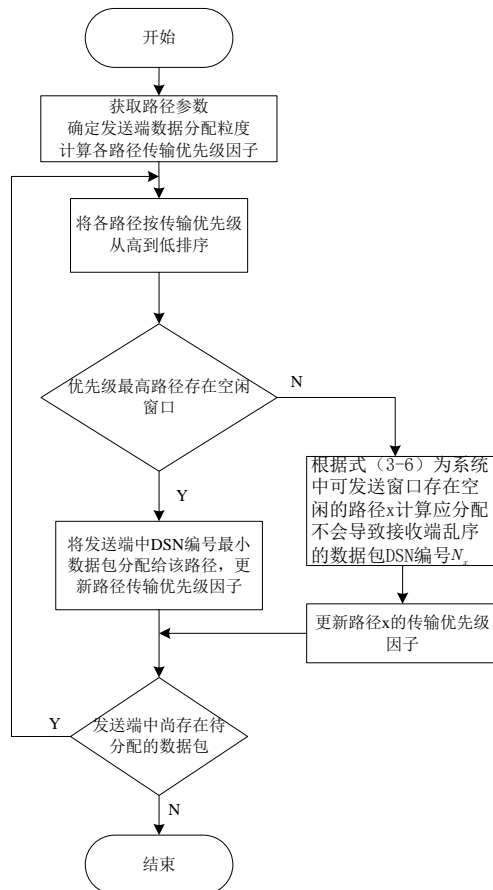 开始
获取路径参数
确定发送端数据分配粒度
计算各路径传输优先级因子
将各路径按传输优先级
从高到低排序
优先级最高路径存在空闲
窗口
N
Y
根据式（3-6）为系统
中可发送窗口存在空
闲的路径x计算应分配
不会导致接收端乱序
的数据包DSN编号Nx
将发送端中DSN编号最小
数据包分配给该路径，更
新路径传输优先级因子
更新路径x的传输优先级
因子
Y
发送端中尚存在待
分配的数据包
N
结束